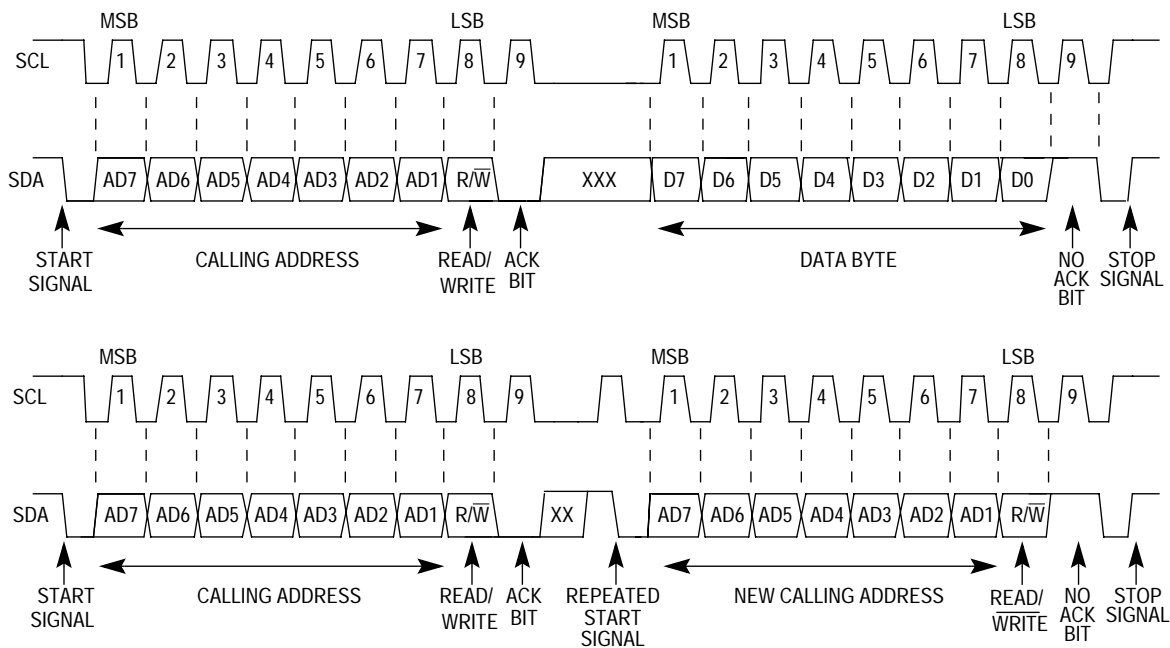 MSB LSB MSB LSB
SCL 1 2 3 4 5 6 7 8 9 1 2 3 4 5 6 7 8 9
SDA AD7 AD6 AD5 AD4 AD3 AD2 AD1 R/W̅ XXX D7 D6 D5 D4 D3 D2 D1 D0
START SIGNAL
CALLING ADDRESS
READ/ WRITE
ACK BIT
DATA BYTE
NO ACK BIT
STOP SIGNAL
MSB LSB MSB LSB
SCL 1 2 3 4 5 6 7 8 9 1 2 3 4 5 6 7 8 9
SDA AD7 AD6 AD5 AD4 AD3 AD2 AD1 R/W̅ XX AD7 AD6 AD5 AD4 AD3 AD2 AD1 R/W̅
START SIGNAL
CALLING ADDRESS
READ/ WRITE
ACK BIT
REPEATED START SIGNAL
NEW CALLING ADDRESS
READ/ W̅R̅I̅T̅E̅
NO ACK BIT
STOP SIGNAL